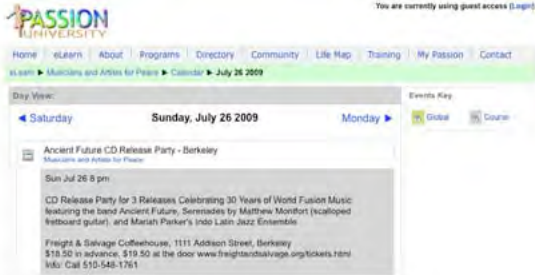 You are currently using guest access (Login)
PASSION
UNIVERSITY
Home eLearn About Programs Directory Community Life Map Training My Passion Contact
eLearn ► Musicians and Artists for Peace ► Calendar ► July 26 2009
Day View:
Events Key
◄ Saturday Sunday, July 26 2009 Monday ►
Global Course
Ancient Future CD Release Party - Berkeley
Musicians and Artists for Peace
Sun Jul 26 8 pm
CD Release Party for 3 Releases Celebrating 30 Years of World Fusion Music
featuring the band Ancient Future, Serenades by Matthew Montfort (scalloped
fretboard guitar), and Mariah Parker's Indo Latin Jazz Ensemble
Freight & Salvage Coffeehouse, 1111 Addison Street, Berkeley
$18.50 in advance, $19.50 at the door www.freightandsalvage.org/tickets.html
Info: Call 510-548-1761